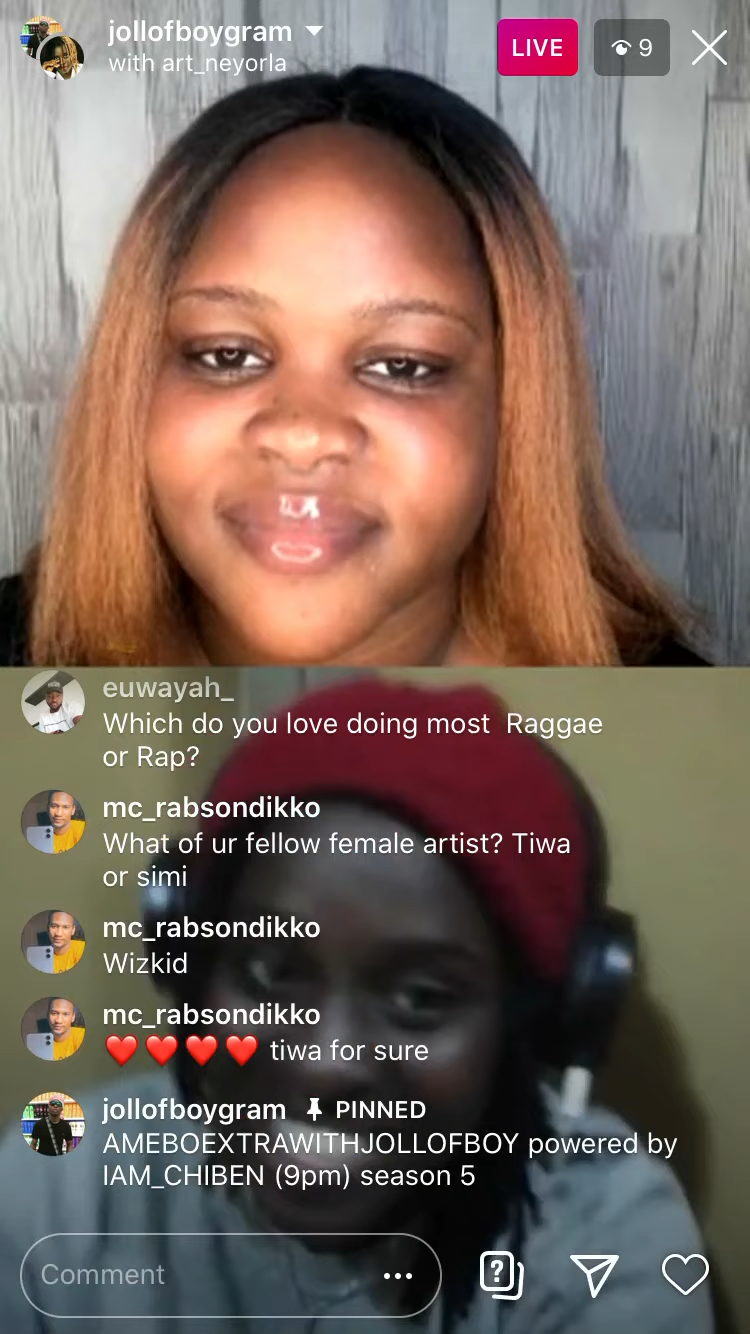 jollofboygram
with art_neyorla
LIVE
9
euwayah_
Which do you love doing most Raggae
or Rap?
mc_rabsondikko
What of ur fellow female artist? Tiwa
or simi
mc_rabsondikko
Wizkid
mc_rabsondikko
❤️❤️❤️❤️ tiwa for sure
jollofboygram PINNED
AMEBOEXTRAWITHJOLLOFBOY powered by
IAM_CHIBEN (9pm) season 5
Comment